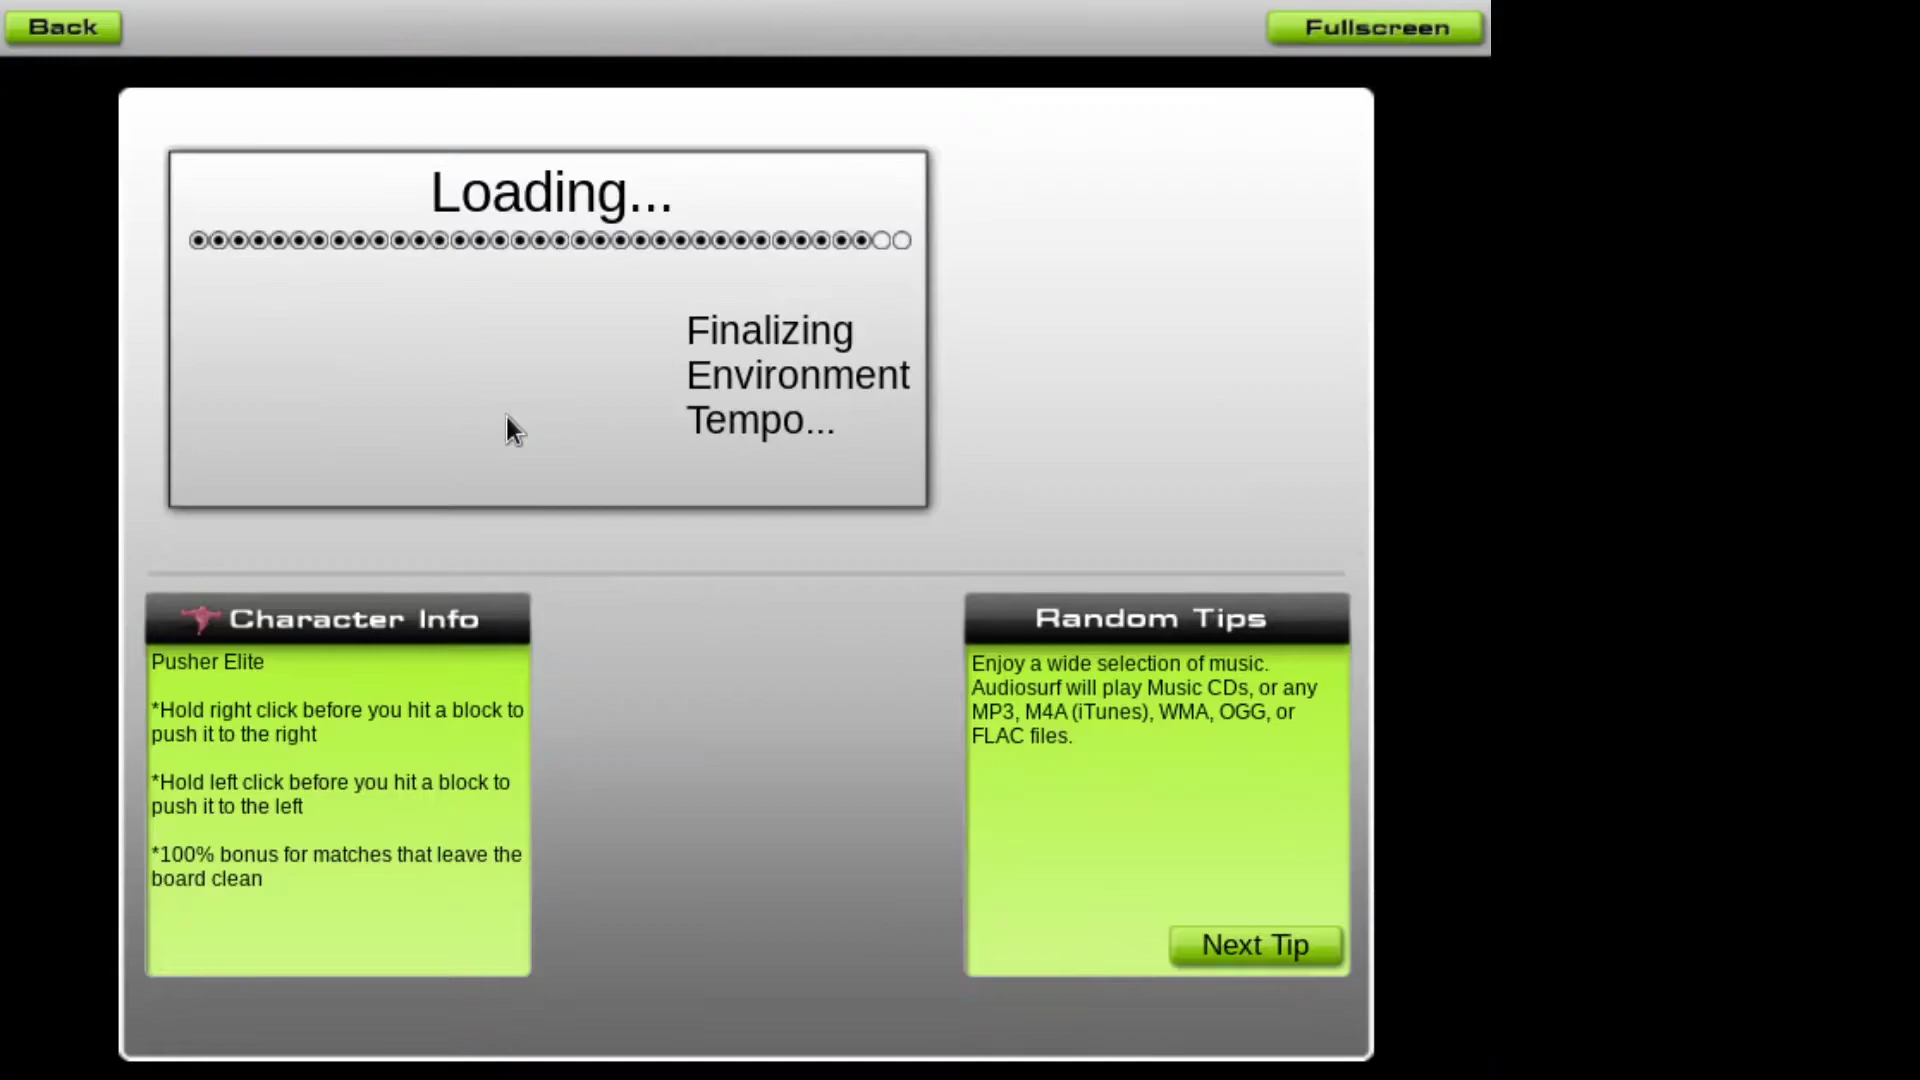 Back
Fullscreen
Loading...
Finalizing
Environment
Tempo...
Character Info
Pusher Elite
*Hold right click before you hit a block to
push it to the right
*Hold left click before you hit a block to
push it to the left
*100% bonus for matches that leave the
board clean
Random Tips
Enjoy a wide selection of music.
Audiosurf will play Music CDs, or any
MP3, M4A (iTunes), WMA, OGG, or
FLAC files.
Next Tip